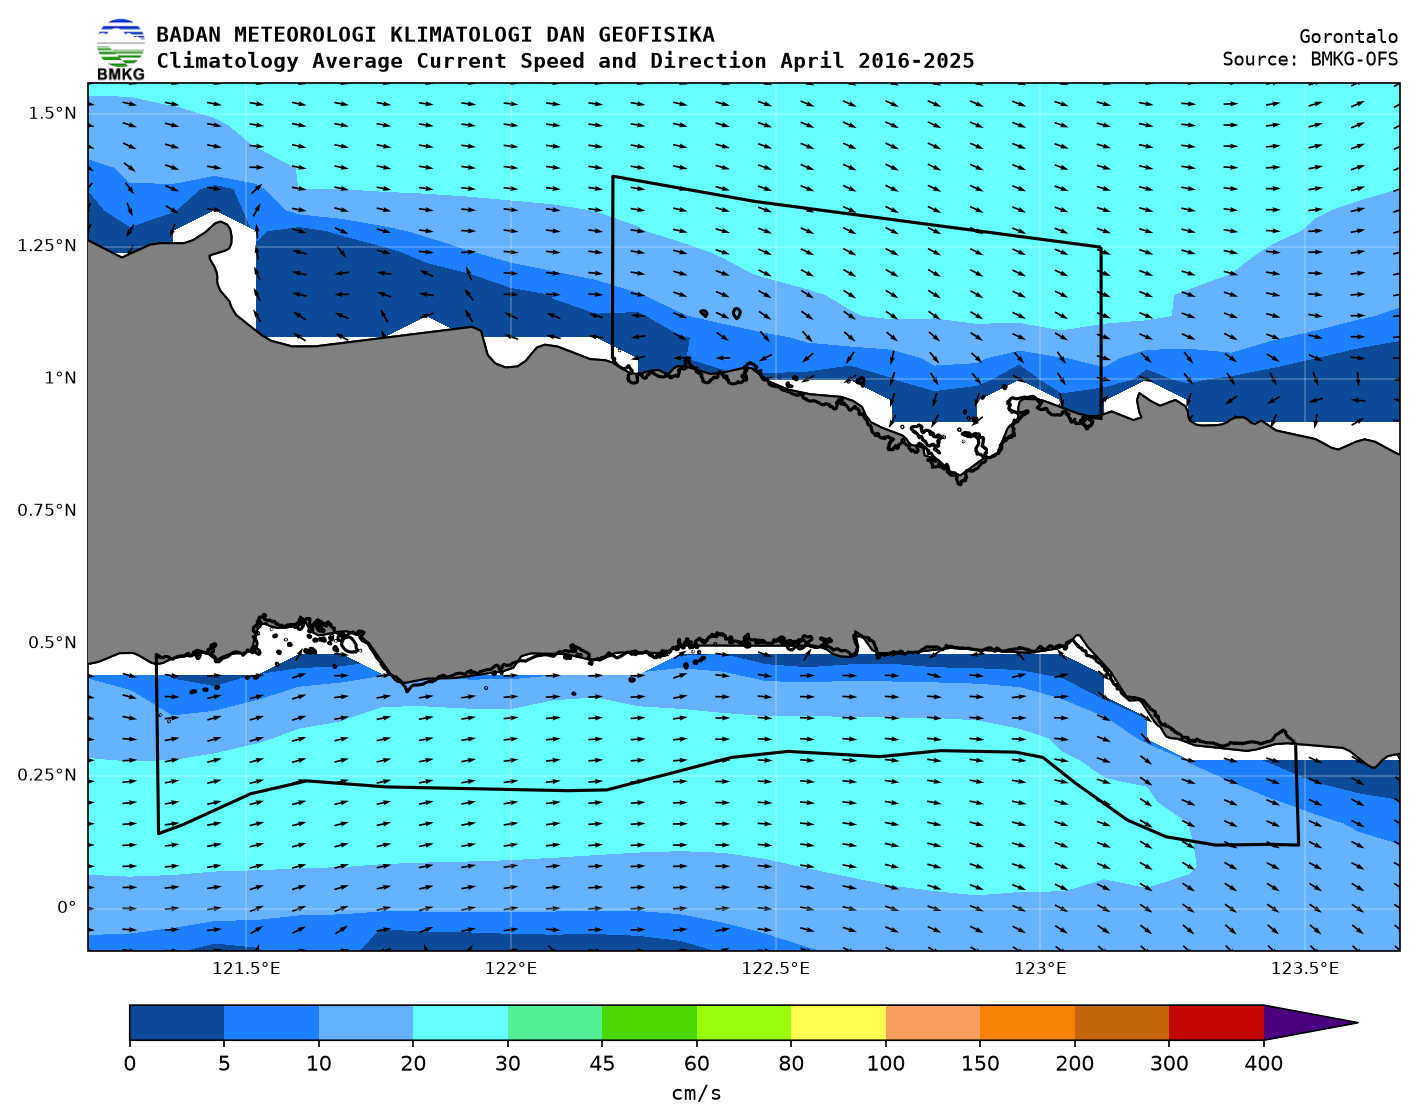 BADAN METEOROLOGI KLIMATOLOGI DAN GEOFISIKA
Climatology Average Current Speed and Direction April 2016-2025
BMKG
Gorontalo
Source: BMKG-OFS
1.5°N
1.25°N
1°N
0.75°N
0.5°N
0.25°N
0°
121.5°E 122°E 122.5°E 123°E 123.5°E
0 5 10 20 30 45 60 80 100 150 200 300 400
cm/s